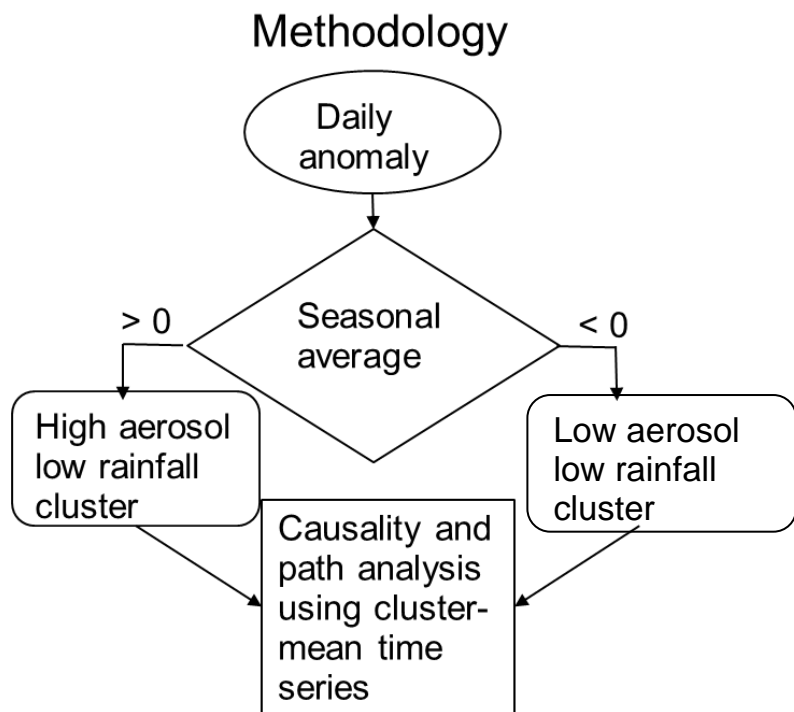 Methodology
Daily
anomaly
Seasonal
average
> 0
< 0
High aerosol
low rainfall
cluster
Low aerosol
low rainfall
cluster
Causality and
path analysis
using cluster-
mean time
series